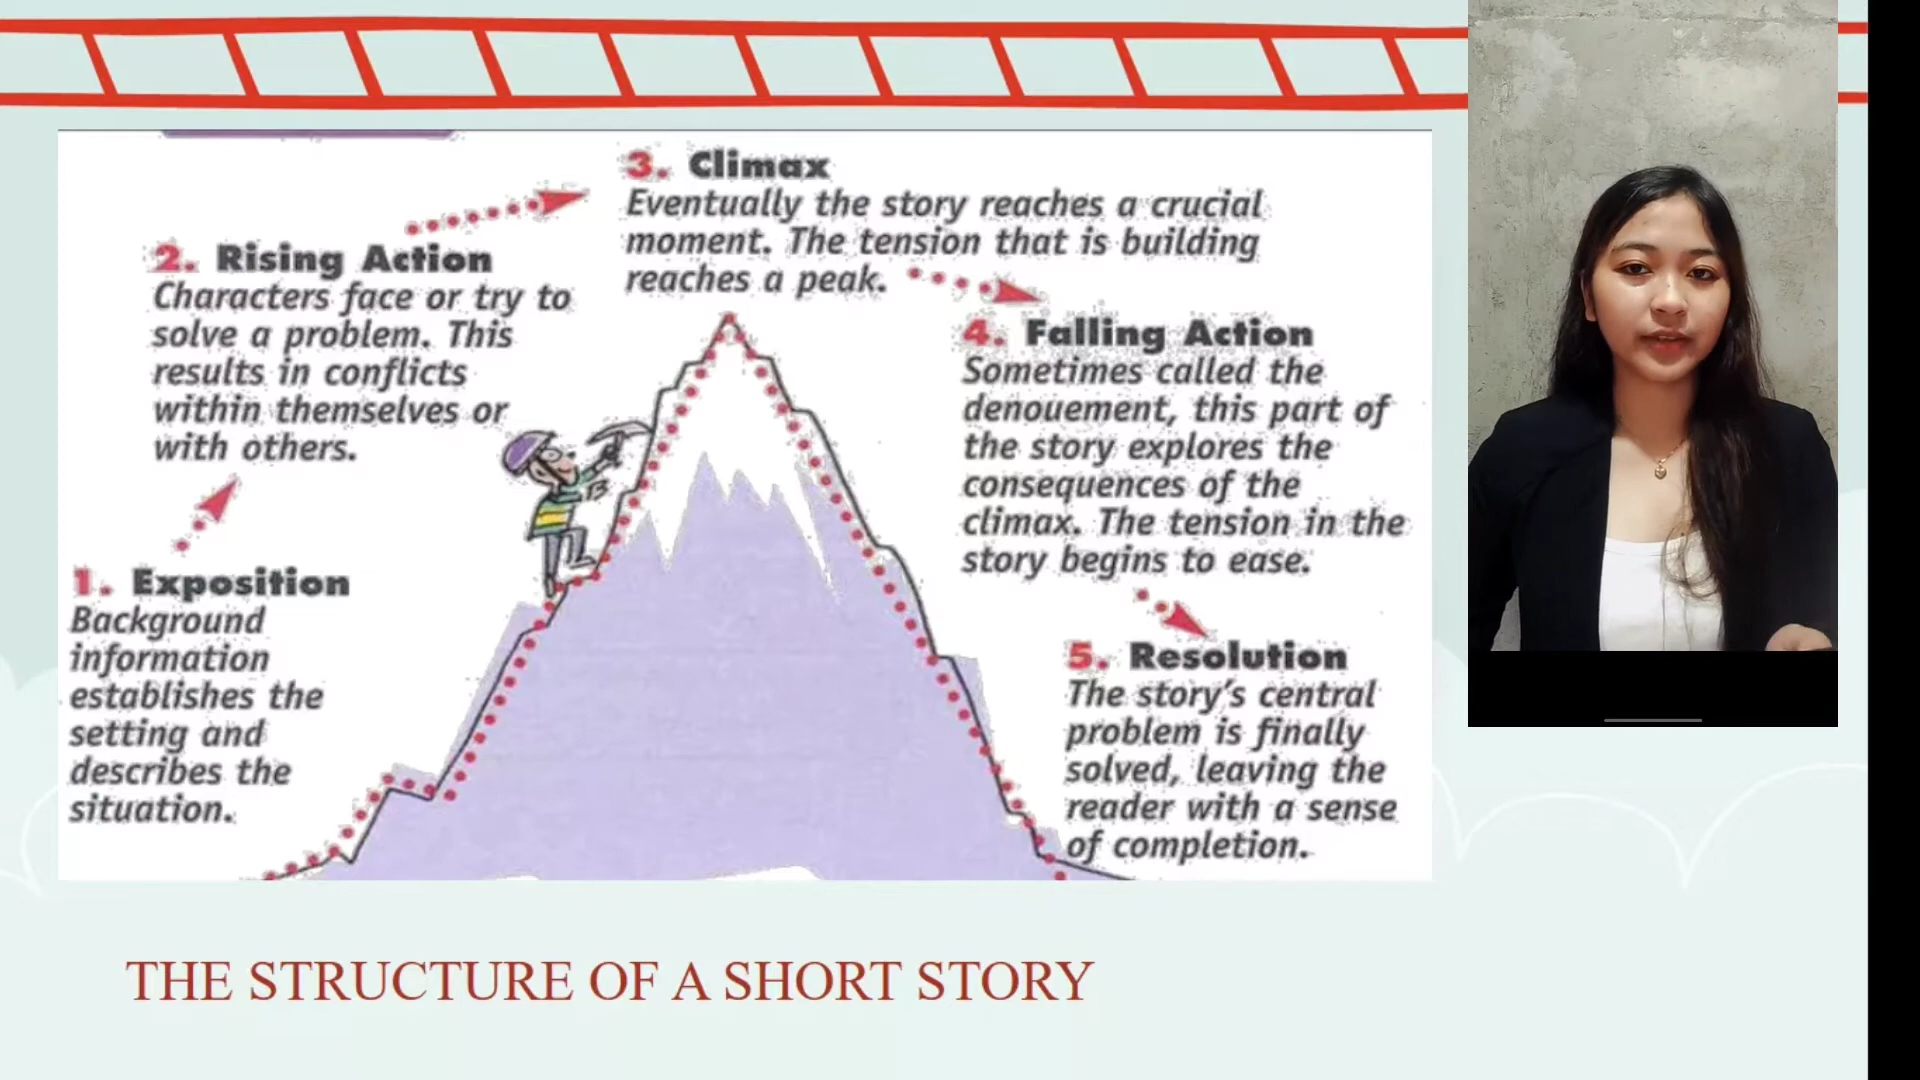 3. Climax
Eventually the story reaches a crucial
moment. The tension that is building
reaches a peak.
2. Rising Action
Characters face or try to
solve a problem. This
results in conflicts
within themselves or
with others.
4. Falling Action
Sometimes called the
denouement, this part of
the story explores the
consequences of the
climax. The tension in the
story begins to ease.
1. Exposition
Background
information
establishes the
setting and
describes the
situation.
5. Resolution
The story's central
problem is finally
solved, leaving the
reader with a sense
of completion.
THE STRUCTURE OF A SHORT STORY